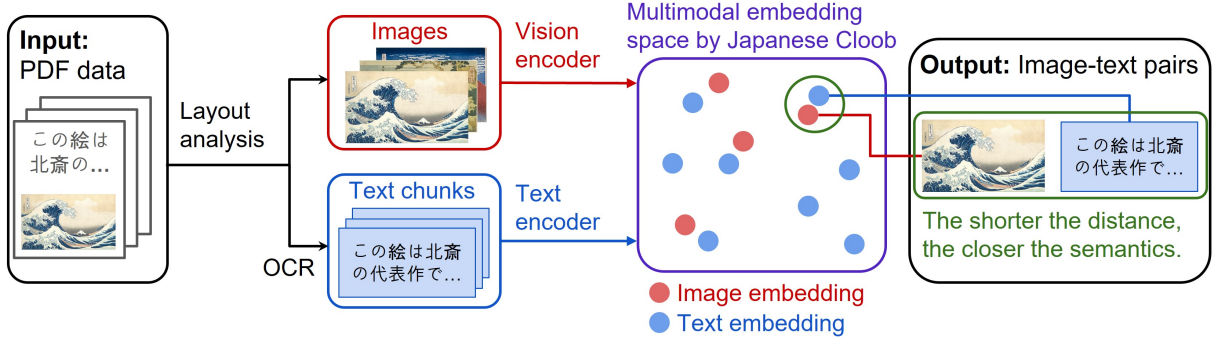 Input:
PDF data
この絵は
北斎の…
Layout
analysis
OCR
Images
Text chunks
この絵は北斎
の代表作で…
Vision
encoder
Text
encoder
Multimodal embedding
space by Japanese Cloob
Image embedding
Text embedding
Output: Image-text pairs
この絵は北斎
の代表作で…
The shorter the distance,
the closer the semantics.